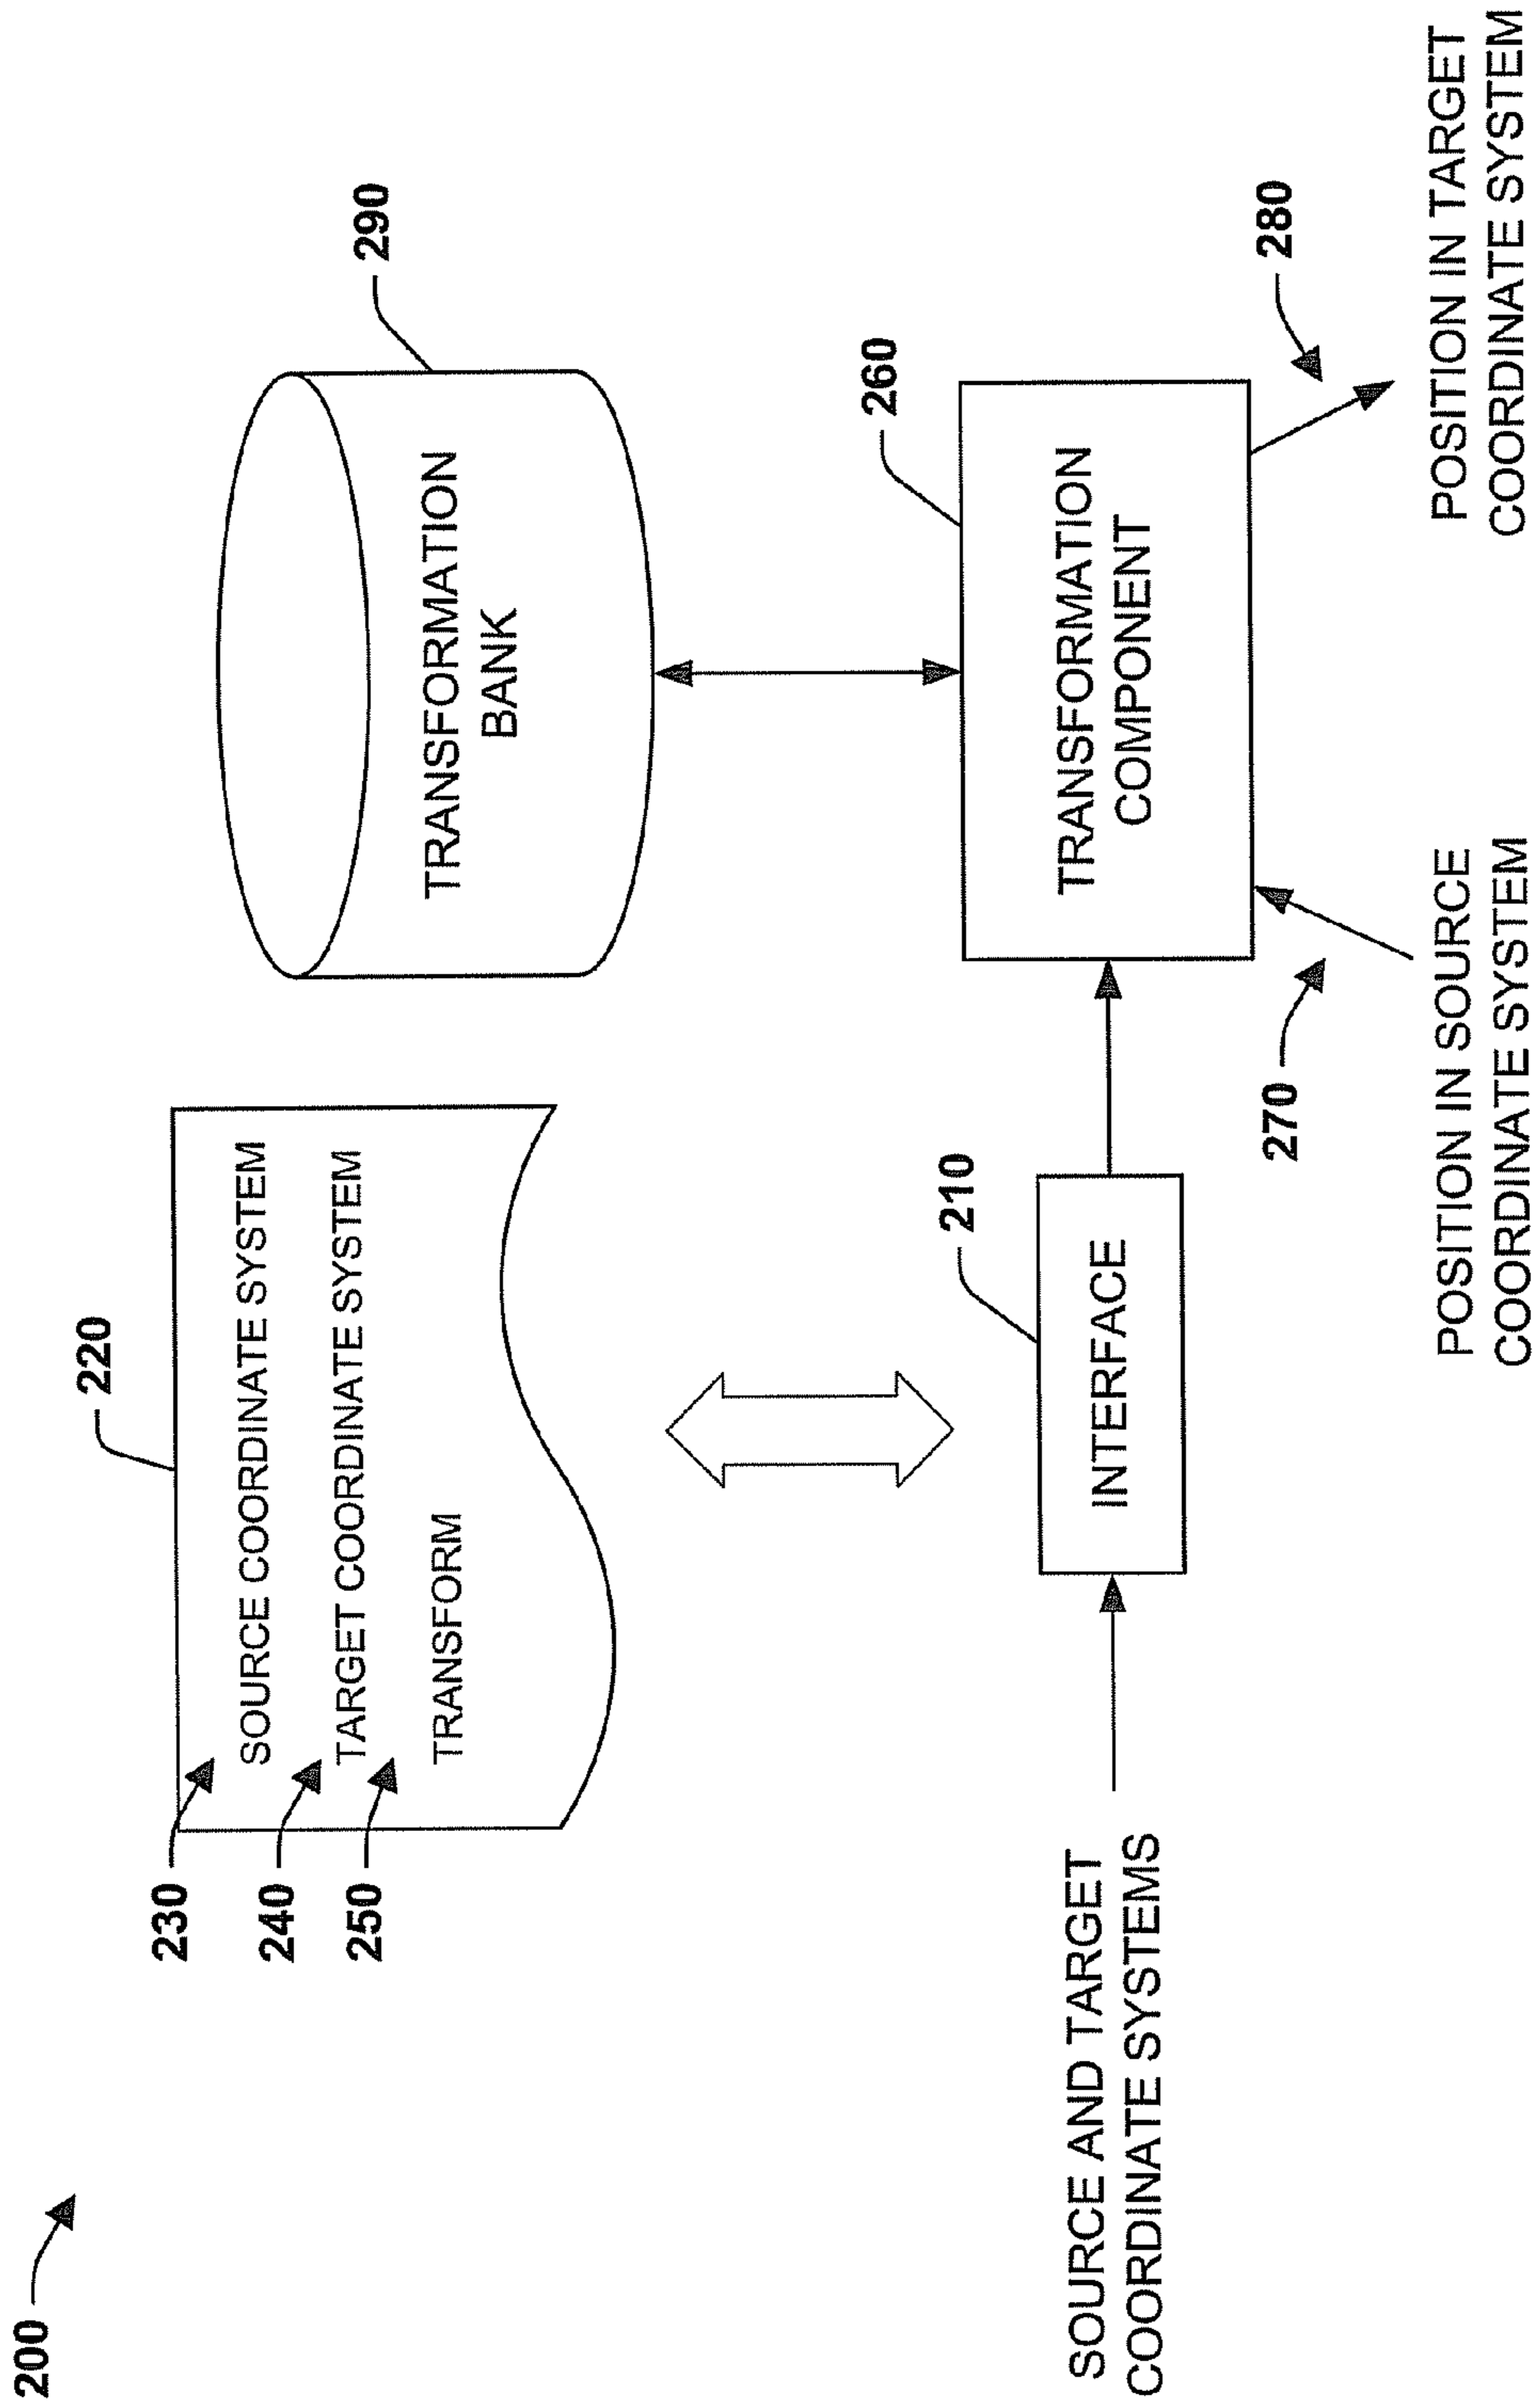 200
220
230
SOURCE COORDINATE SYSTEM
240
TARGET COORDINATE SYSTEM
250
TRANSFORM
290
TRANSFORMATION
BANK
210
INTERFACE
260
TRANSFORMATION
COMPONENT
SOURCE AND TARGET
COORDINATE SYSTEMS
270
280
POSITION IN SOURCE
COORDINATE SYSTEM
POSITION IN TARGET
COORDINATE SYSTEM